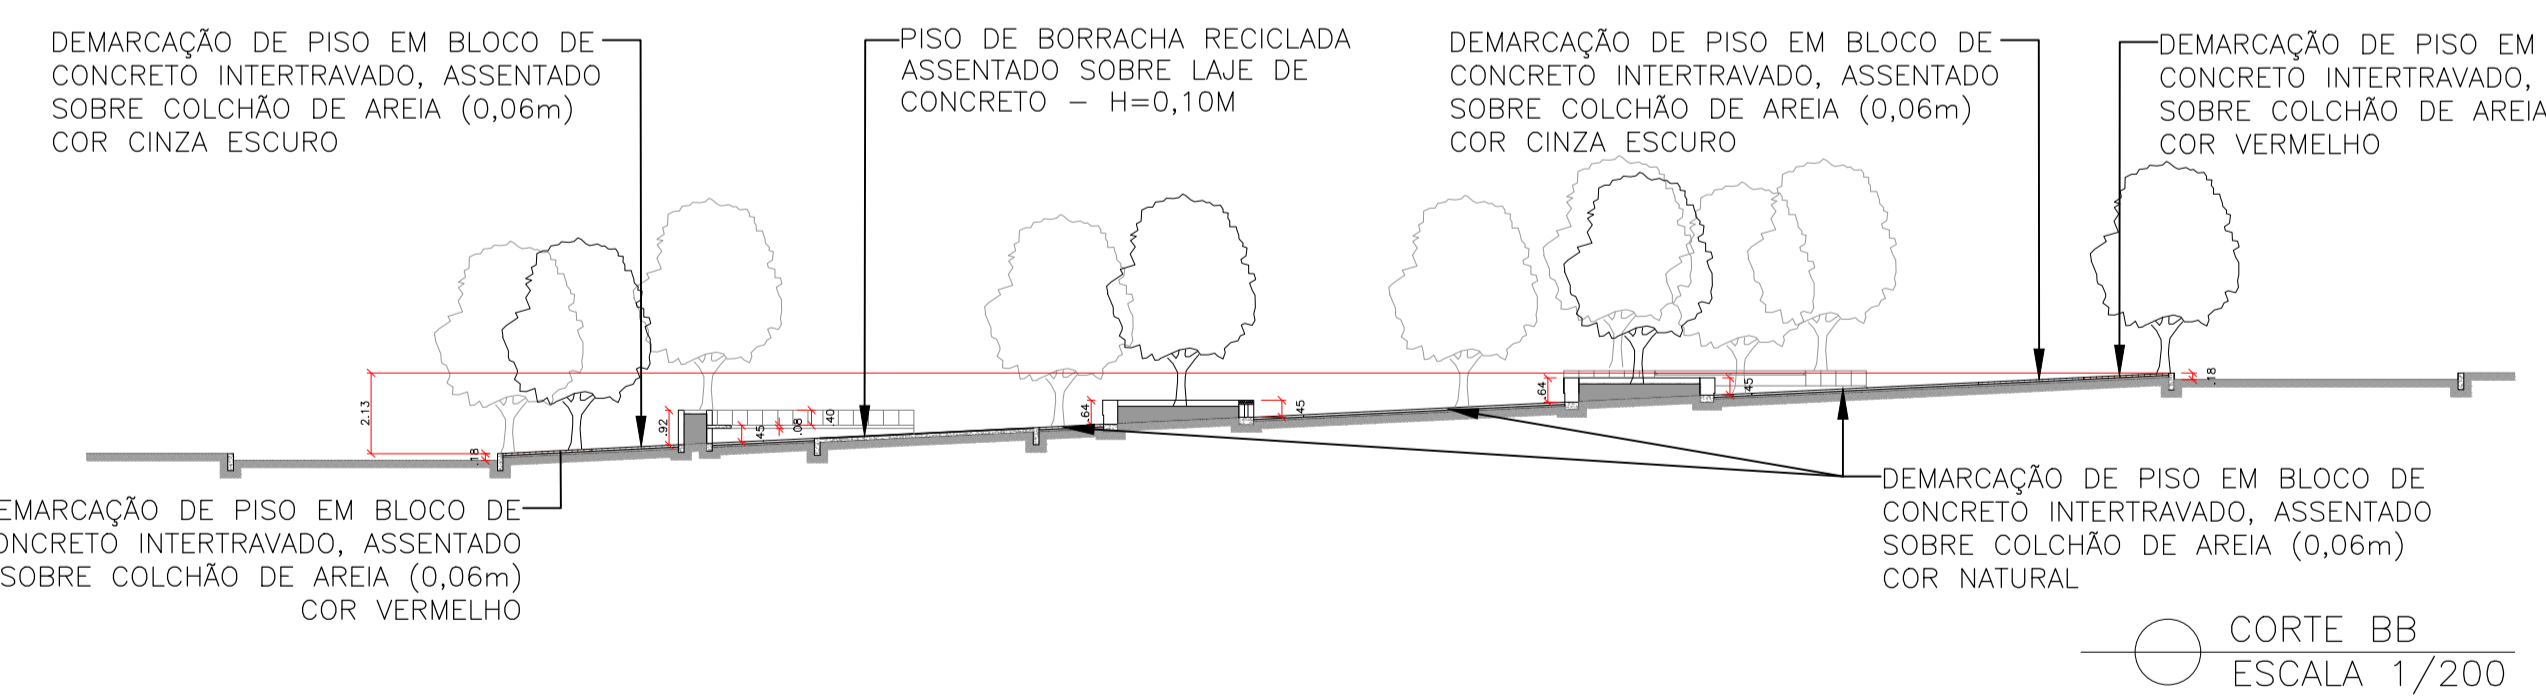 DEMARCAÇÃO DE PISO EM BLOCO DE
CONCRETO INTERTRAVADO, ASSENTADO
SOBRE COLCHÃO DE AREIA (0,06m)
COR CINZA ESCURO
PISO DE BORRACHA RECICLADA
ASSENTADO SOBRE LAJE DE
CONCRETO – H=0,10M
DEMARCAÇÃO DE PISO EM BLOCO DE
CONCRETO INTERTRAVADO, ASSENTADO
SOBRE COLCHÃO DE AREIA (0,06m)
COR CINZA ESCURO
DEMARCAÇÃO DE PISO EM
CONCRETO INTERTRAVADO,
SOBRE COLCHÃO DE AREIA
COR VERMELHO
2.13
.18
.92
.45
.08
.40
.64
.45
.64
.45
.18
EMARCAÇÃO DE PISO EM BLOCO DE
ONCRETO INTERTRAVADO, ASSENTADO
SOBRE COLCHÃO DE AREIA (0,06m)
COR VERMELHO
DEMARCAÇÃO DE PISO EM BLOCO DE
CONCRETO INTERTRAVADO, ASSENTADO
SOBRE COLCHÃO DE AREIA (0,06m)
COR NATURAL
CORTE BB
ESCALA 1/200